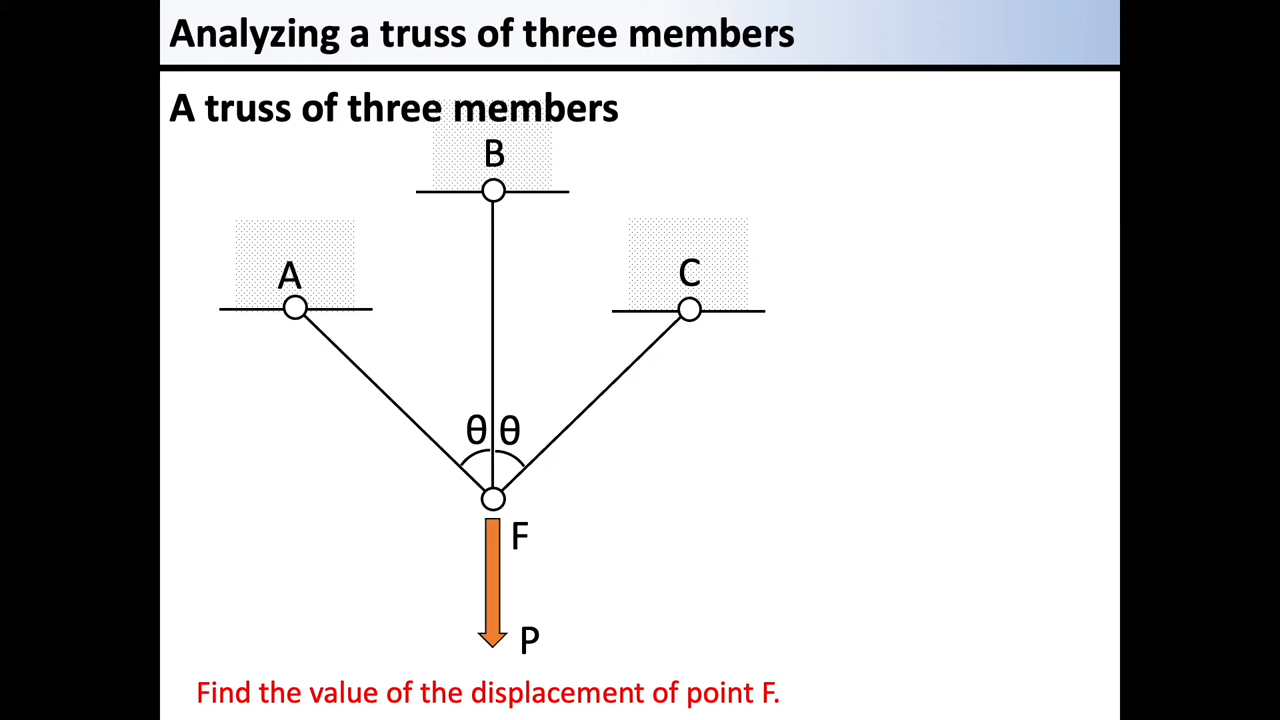 Analyzing a truss of three members
A truss of three members
B
A
C
θ θ
F
P
Find the value of the displacement of point F.